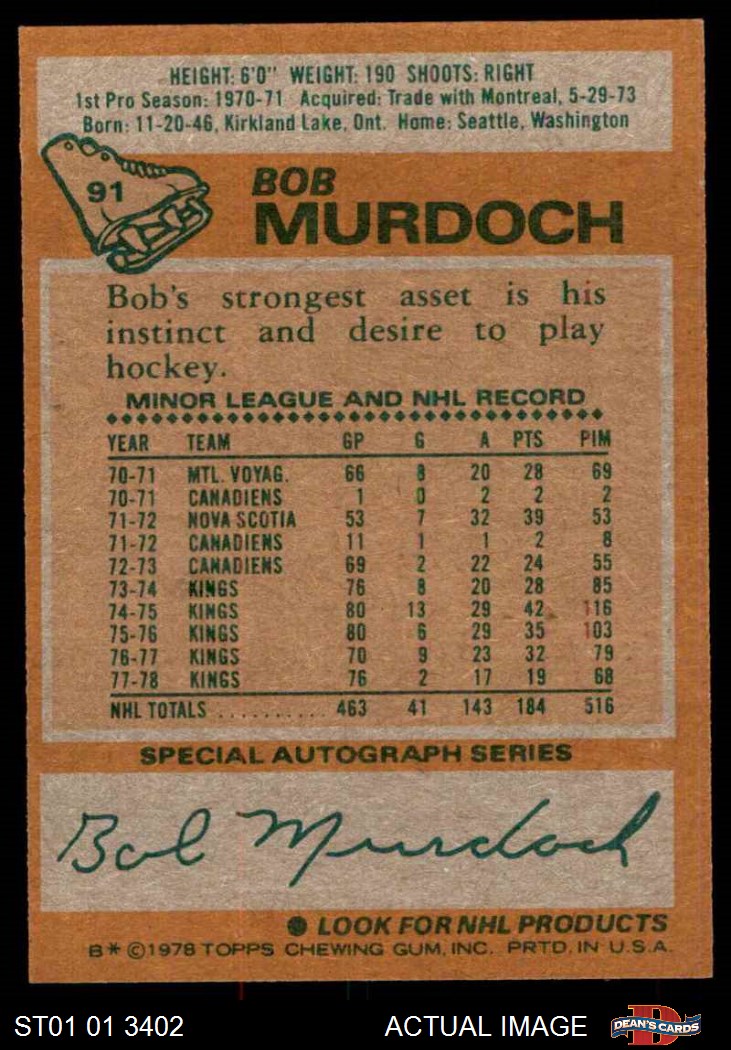 HEIGHT: 6'0" WEIGHT: 190 SHOOTS: RIGHT
1st Pro Season: 1970-71 Acquired: Trade with Montreal, 5-29-73
Born: 11-20-46, Kirkland Lake, Ont. Home: Seattle, Washington
91
BOB
MURDOCH
Bob's strongest asset is his
instinct and desire to play
hockey.
MINOR LEAGUE AND NHL RECORD
YEAR TEAM GP G A PTS PIM
70-71 MTL. VOYAG. 66 8 20 28 69
70-71 CANADIENS 1 0 2 2 2
71-72 NOVA SCOTIA 53 7 32 39 53
71-72 CANADIENS 11 1 1 2 8
72-73 CANADIENS 69 2 22 24 55
73-74 KINGS 76 8 20 28 85
74-75 KINGS 80 13 29 42 116
75-76 KINGS 80 6 29 35 103
76-77 KINGS 70 9 23 32 79
77-78 KINGS 76 2 17 19 68
NHL TOTALS .......... 463 41 143 184 516
SPECIAL AUTOGRAPH SERIES
Bob Murdoch
● LOOK FOR NHL PRODUCTS
B* ©1978 TOPPS CHEWING GUM, INC. PRTD. IN U.S.A.
ST01 01 3402 ACTUAL IMAGE D DEAN'S CARDS